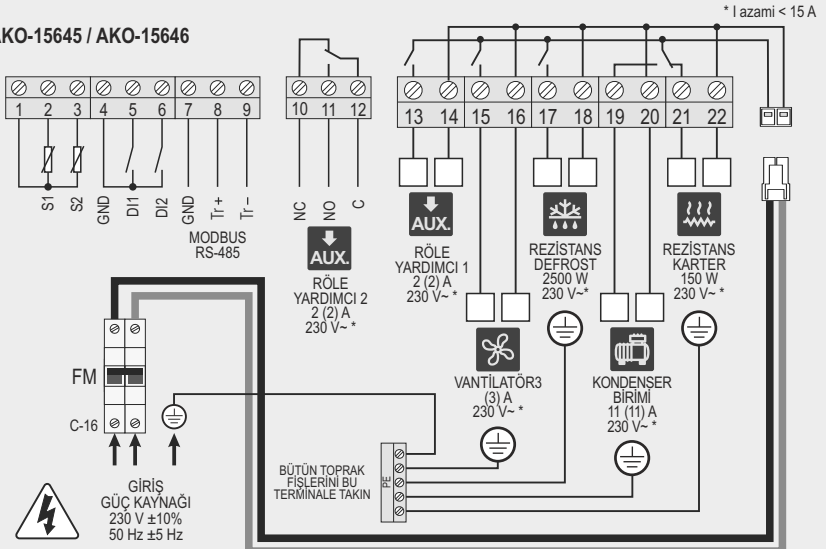 * I azami < 15 A
AKO-15645 / AKO-15646
1 2 3 4 5 6 7 8 9
10 11 12
13 14 15 16 17 18 19 20 21 22
S1
S2
GND
DI1
DI2
GND
Tr +
Tr –
MODBUS
RS-485
NC
NO
C
AUX.
RÖLE
YARDIMCI 2
2 (2) A
230 V~ *
AUX.
RÖLE
YARDIMCI 1
2 (2) A
230 V~ *
REZİSTANS
DEFROST
2500 W
230 V~*
REZİSTANS
KARTER
150 W
230 V~ *
VANTİLATÖR3
(3) A
230 V~ *
KONDENSER
BİRİMİ
11 (11) A
230 V~ *
FM
C-16
GİRİŞ
GÜÇ KAYNAĞI
230 V ±10%
50 Hz ±5 Hz
BÜTÜN TOPRAK
FİŞLERİNİ BU
TERMİNALE TAKIN
PE